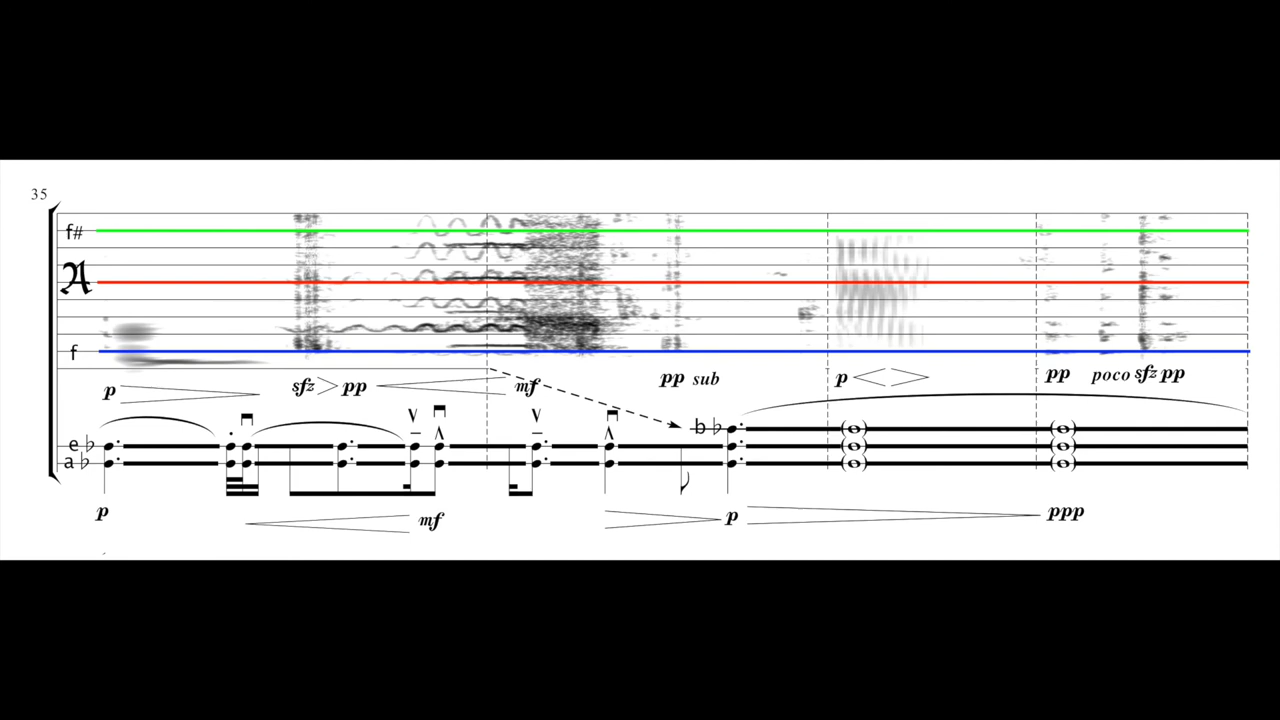 35
f#
A
f
p sfz > pp mf pp sub p pp poco sfz pp
b♭
e♭
a♭
p mf p ppp